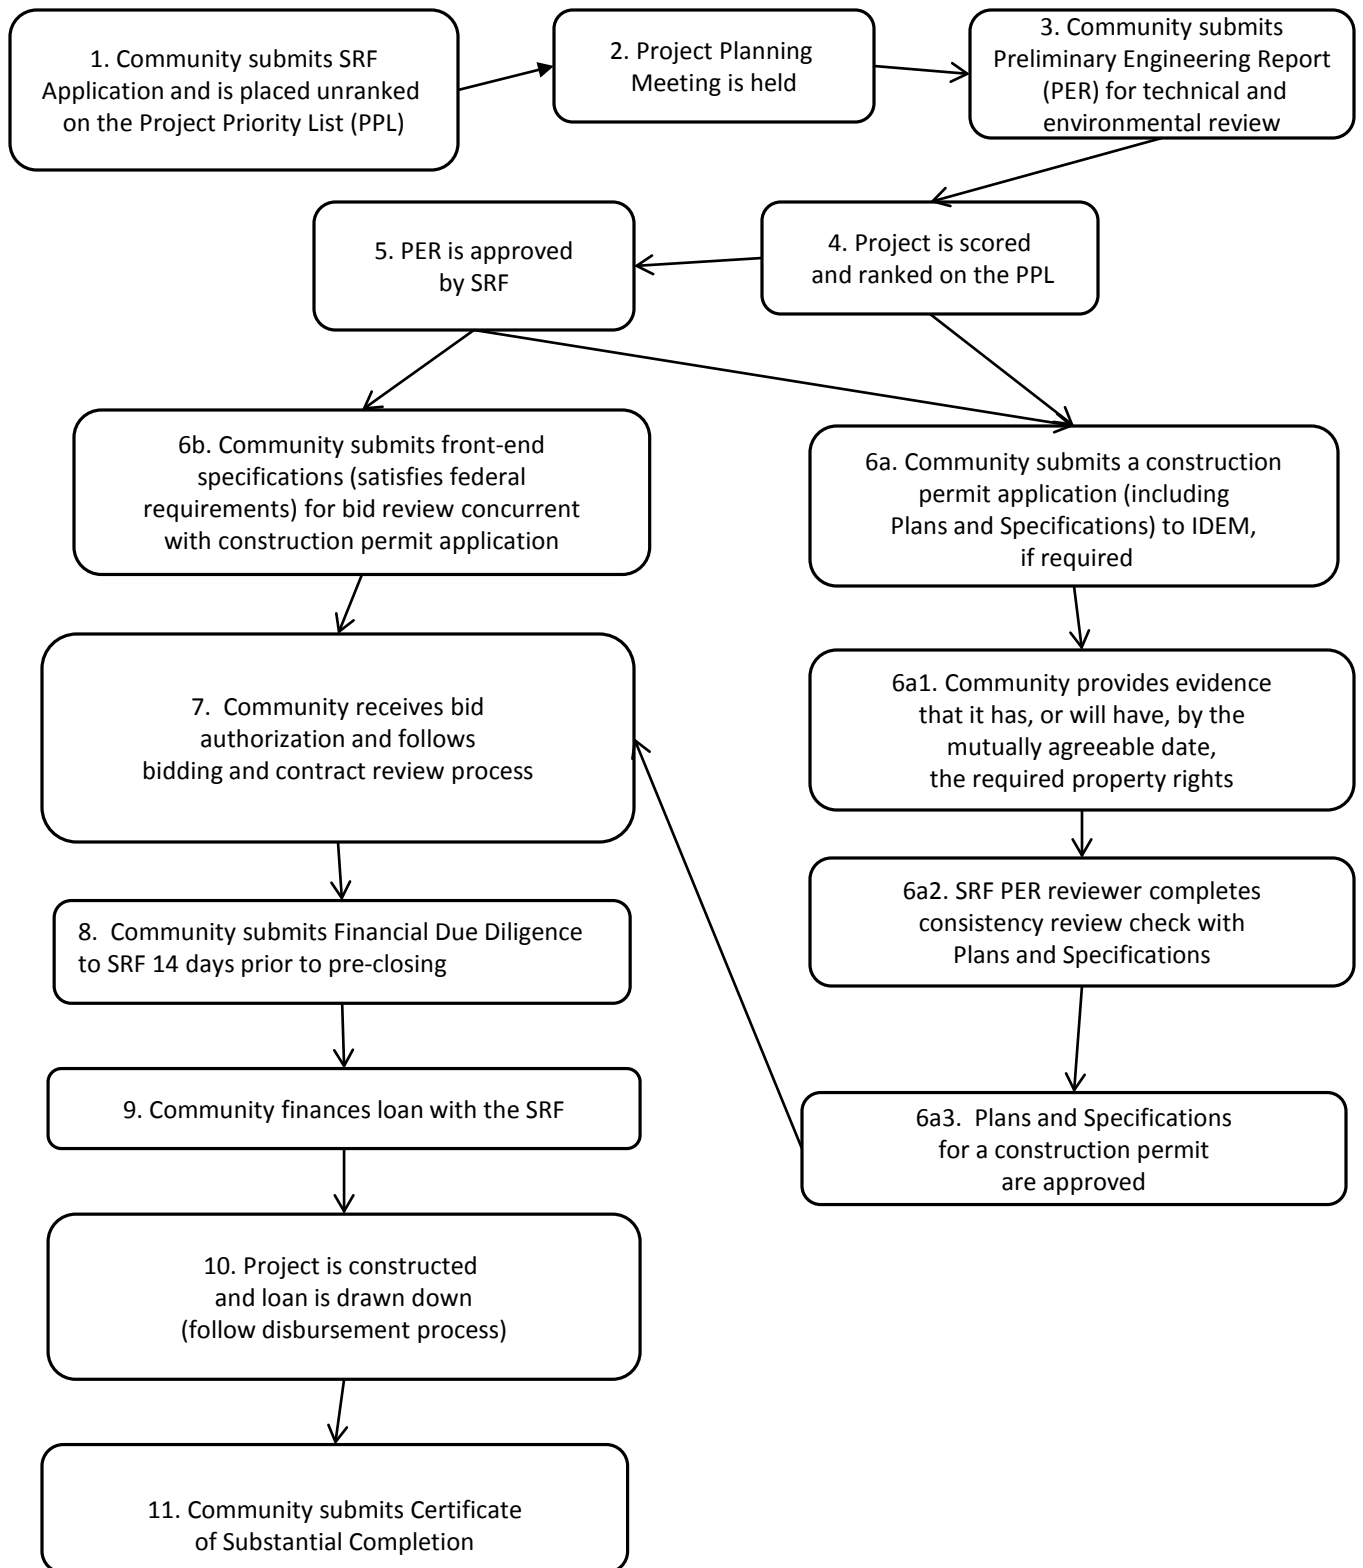 1. Community submits SRF
Application and is placed unranked
on the Project Priority List (PPL)
2. Project Planning
Meeting is held
3. Community submits
Preliminary Engineering Report
(PER) for technical and
environmental review
4. Project is scored
and ranked on the PPL
5. PER is approved
by SRF
6b. Community submits front-end
specifications (satisfies federal
requirements) for bid review concurrent
with construction permit application
6a. Community submits a construction
permit application (including
Plans and Specifications) to IDEM,
if required
6a1. Community provides evidence
that it has, or will have, by the
mutually agreeable date,
the required property rights
6a2. SRF PER reviewer completes
consistency review check with
Plans and Specifications
6a3. Plans and Specifications
for a construction permit
are approved
7. Community receives bid
authorization and follows
bidding and contract review process
8. Community submits Financial Due Diligence
to SRF 14 days prior to pre-closing
9. Community finances loan with the SRF
10. Project is constructed
and loan is drawn down
(follow disbursement process)
11. Community submits Certificate
of Substantial Completion